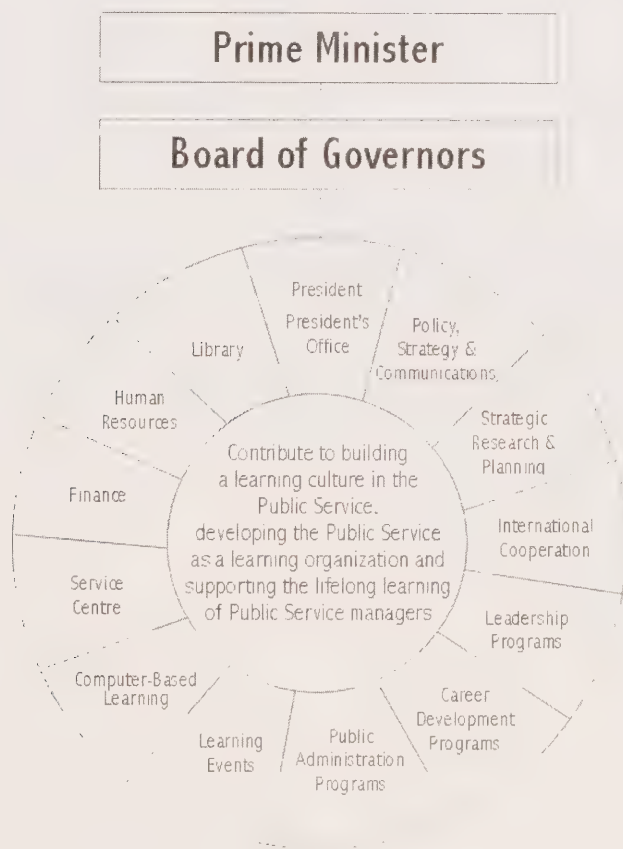 Prime Minister
Board of Governors
President
President's
Office
Policy,
Strategy &
Communications,
Strategic
Research &
Planning
International
Cooperation
Leadership
Programs
Career
Development
Programs
Public
Administration
Programs
Learning
Events
Computer-Based
Learning
Service
Centre
Finance
Human
Resources
Library
Contribute to building
a learning culture in the
Public Service,
developing the Public Service
as a learning organization and
supporting the lifelong learning
of Public Service managers